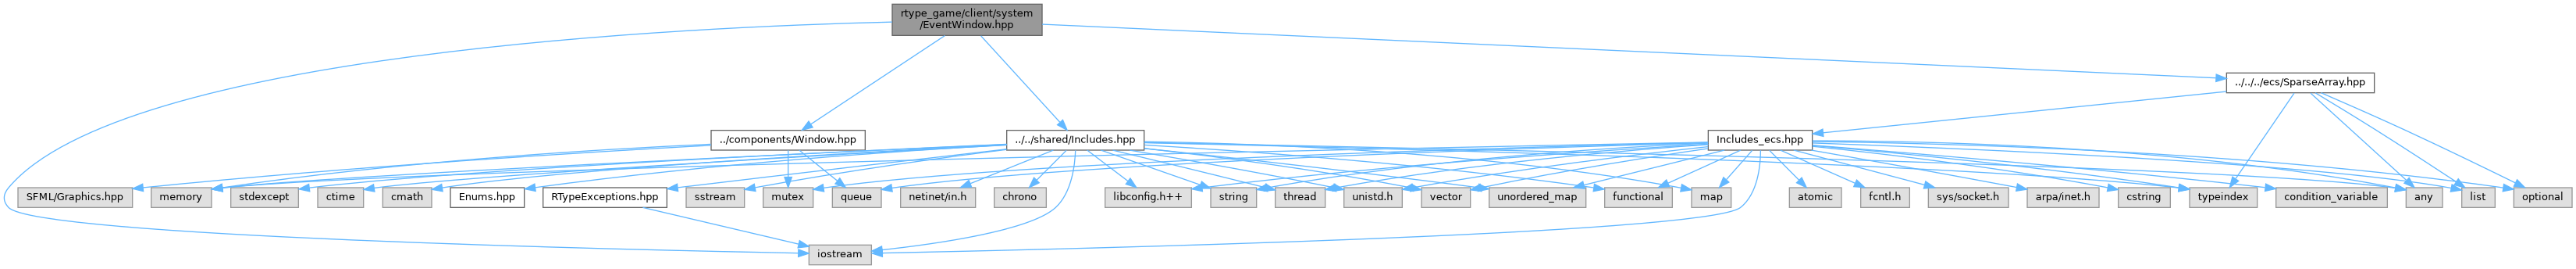 rtype_game/client/system
/EventWindow.hpp
../../../ecs/SparseArray.hpp
../components/Window.hpp
../../shared/Includes.hpp
Includes_ecs.hpp
SFML/Graphics.hpp
memory
stdexcept
ctime
cmath
Enums.hpp
RTypeExceptions.hpp
sstream
mutex
queue
netinet/in.h
chrono
libconfig.h++
string
thread
unistd.h
vector
unordered_map
functional
map
atomic
fcntl.h
sys/socket.h
arpa/inet.h
cstring
typeindex
condition_variable
any
list
optional
iostream